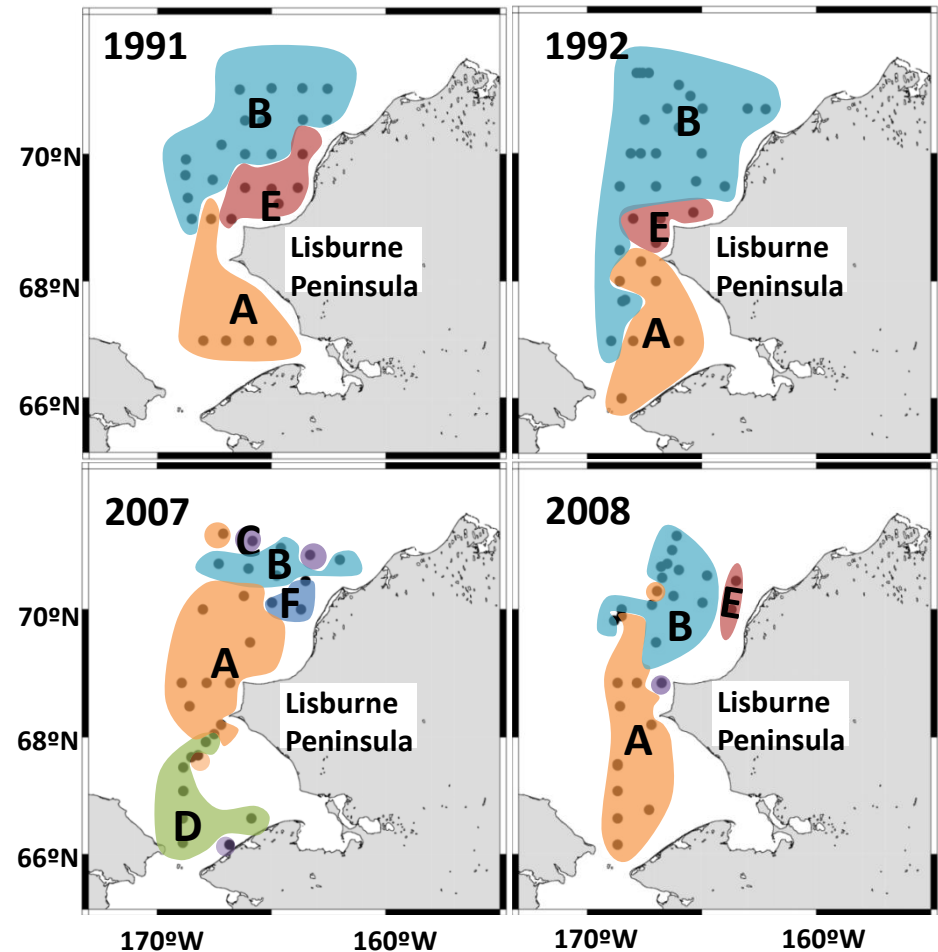 1991
B
70ºN
E
Lisburne
Peninsula
68ºN
A
66ºN
1992
B
E
Lisburne
Peninsula
A
2007
C
B
70ºN
F
A
Lisburne
Peninsula
68ºN
D
66ºN
170ºW
160ºW
2008
E
B
Lisburne
Peninsula
A
170ºW
160ºW